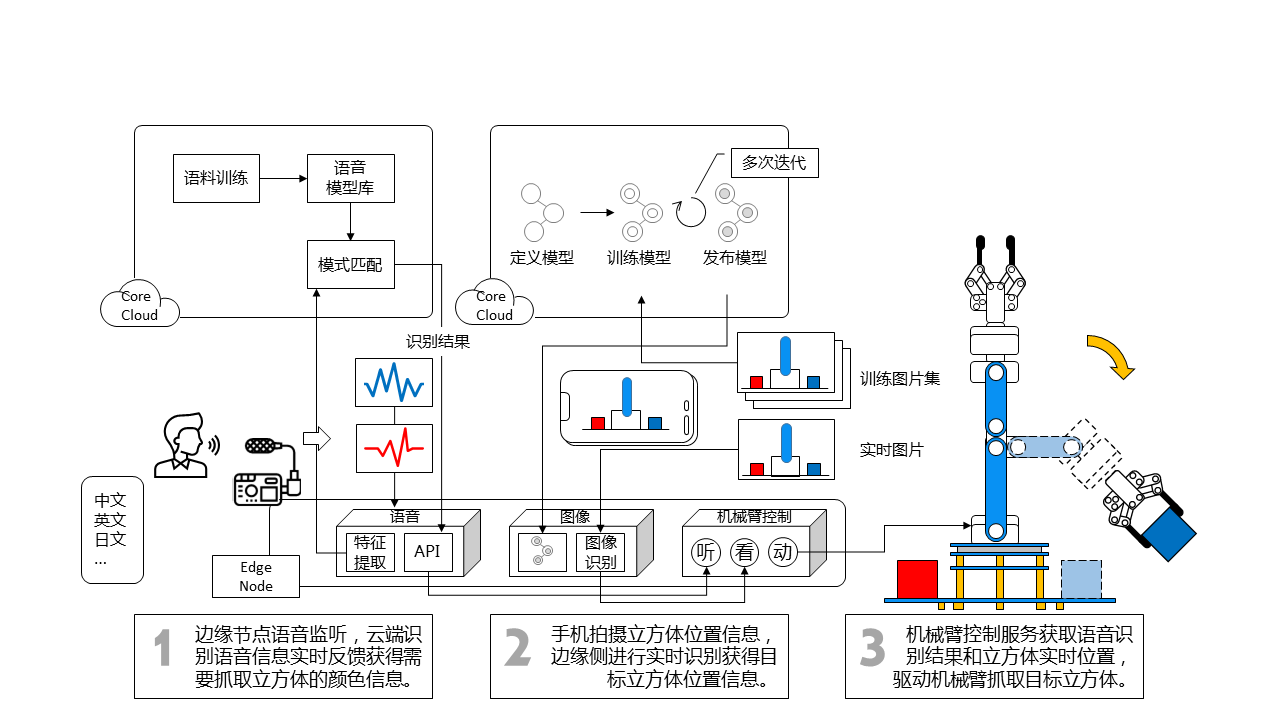 语料训练
语音
模型库
模式匹配
Core
Cloud
多次迭代
定义模型
训练模型
发布模型
Core
Cloud
识别结果
训练图片集
实时图片
中文
英文
日文
...
Edge
Node
语音
特征
提取
API
图像
图像
识别
机械臂控制
听
看
动
1
边缘节点语音监听，云端识
别语音信息实时反馈获得需
要抓取立方体的颜色信息。
2
手机拍摄立方体位置信息，
边缘侧进行实时识别获得目
标立方体位置信息。
3
机械臂控制服务获取语音识
别结果和立方体实时位置，
驱动机械臂抓取目标立方体。